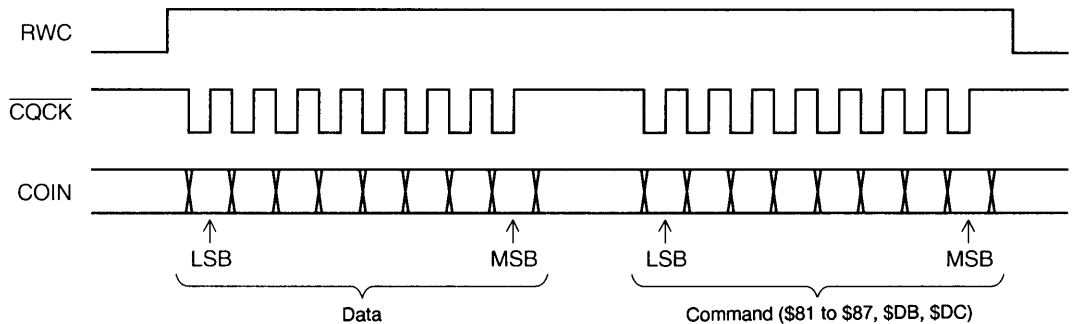 RWC
CQCK
COIN
LSB MSB LSB MSB
Data Command ($81 to $87, $DB, $DC)